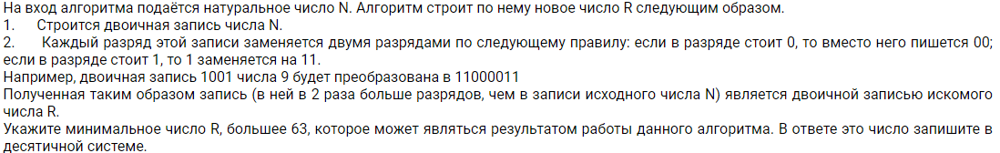 На вход алгоритма подаётся натуральное число N. Алгоритм строит по нему новое число R следующим образом.
1. Строится двоичная запись числа N.
2. Каждый разряд этой записи заменяется двумя разрядами по следующему правилу: если в разряде стоит 0, то вместо него пишется 00;
если в разряде стоит 1, то 1 заменяется на 11.
Например, двоичная запись 1001 числа 9 будет преобразована в 11000011
Полученная таким образом запись (в ней в 2 раза больше разрядов, чем в записи исходного числа N) является двоичной записью искомого
числа R.
Укажите минимальное число R, большее 63, которое может являться результатом работы данного алгоритма. В ответе это число запишите в
десятичной системе.